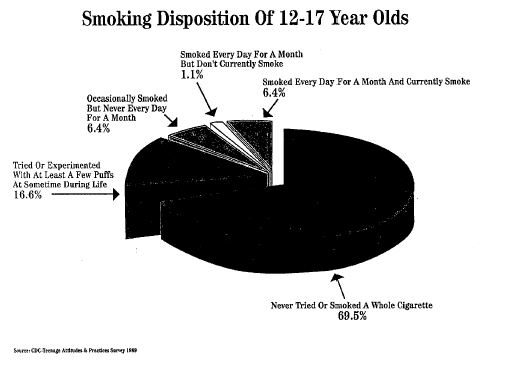 Smoking Disposition Of 12-17 Year Olds
Smoked Every Day For A Month
But Don't Currently Smoke
1.1%
Smoked Every Day For A Month And Currently Smoke
6.4%
Occasionally Smoked
But Never Every Day
For A Month
6.4%
Tried Or Experimented
With At Least A Few Puffs
At Sometime During Life
16.6%
Never Tried Or Smoked A Whole Cigarette
69.5%
Source: CDC-Teenage Attitudes & Practices Survey 1989